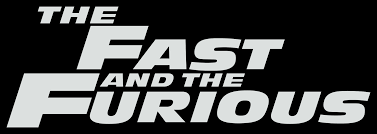 THE
FAST
AND THE
FURIOUS